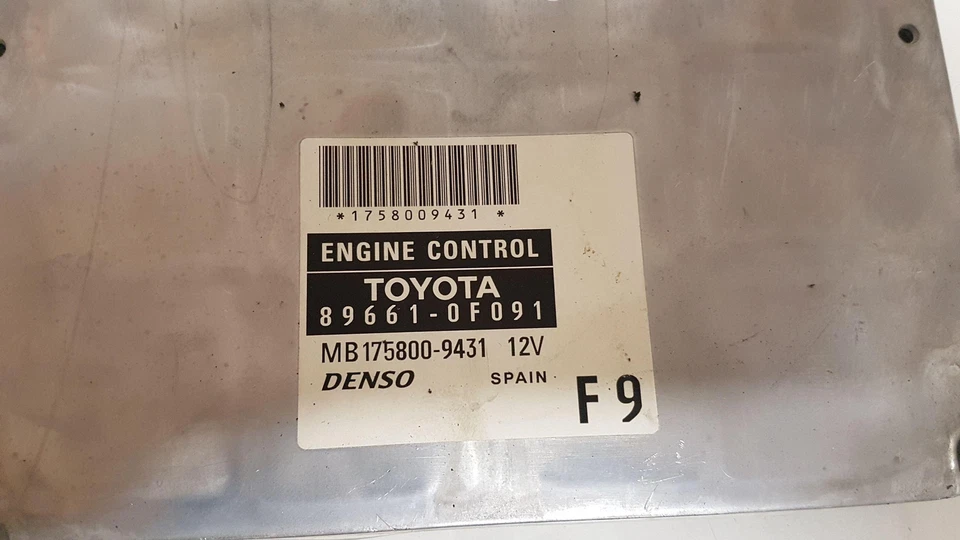 *1758009431 *
ENGINE CONTROL
TOYOTA
89661-0F091
MB175800-9431 12V
DENSO SPAIN
F9